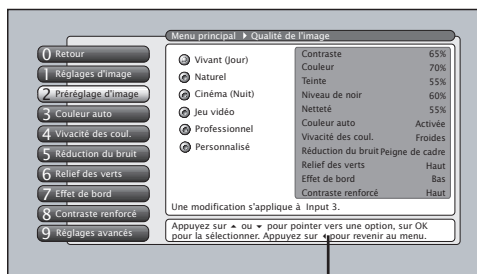 Menu principal ▶ Qualité de l'image
0 Retour
1 Réglages d'image
2 Préréglage d'image
3 Couleur auto
4 Vivacité des coul.
5 Réduction du bruit
6 Relief des verts
7 Effet de bord
8 Contraste renforcé
9 Réglages avancés
Vivant (Jour)
Naturel
Cinéma (Nuit)
Jeu vidéo
Professionnel
Personnalisé
Contraste 65%
Couleur 70%
Teinte 55%
Niveau de noir 60%
Netteté 55%
Couleur auto Activée
Vivacité des coul. Froides
Réduction du bruit Peigne de cadre
Relief des verts Haut
Effet de bord Bas
Contraste renforcé Haut
Une modification s'applique à Input 3.
Appuyez sur ▲ ou ▼ pour pointer vers une option, sur OK
pour la sélectionner. Appuyez sur ◀ pour revenir au menu.